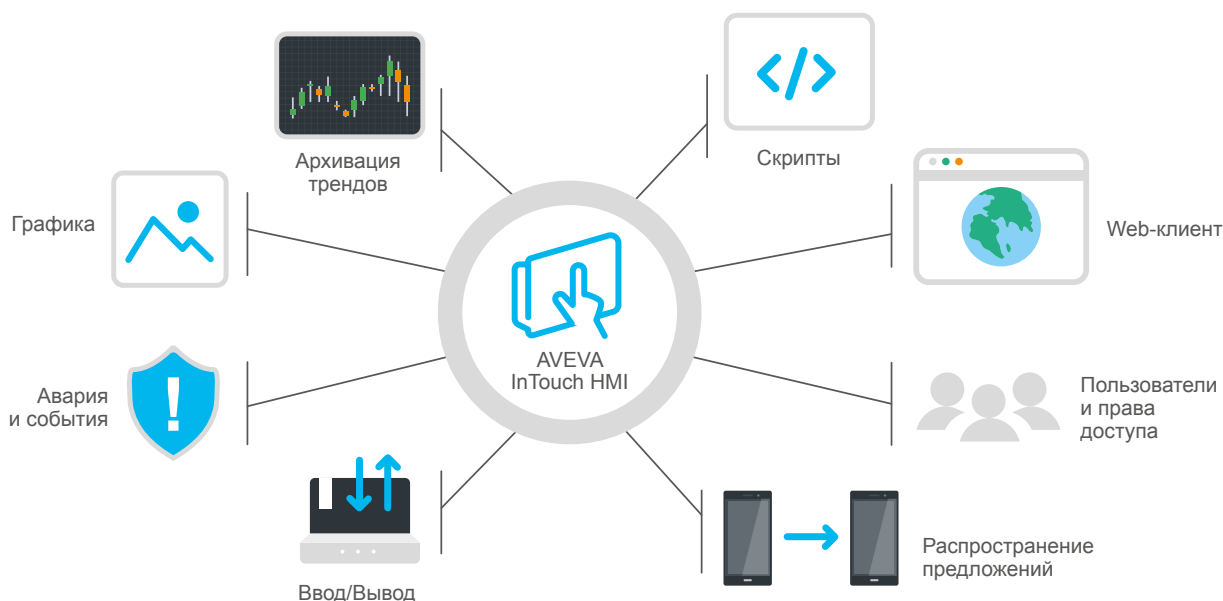 Архивация
трендов
Скрипты
Графика
Web-клиент
AVEVA
InTouch HMI
Авария
и события
Пользователи
и права
доступа
Ввод/Вывод
Распространение
предложений